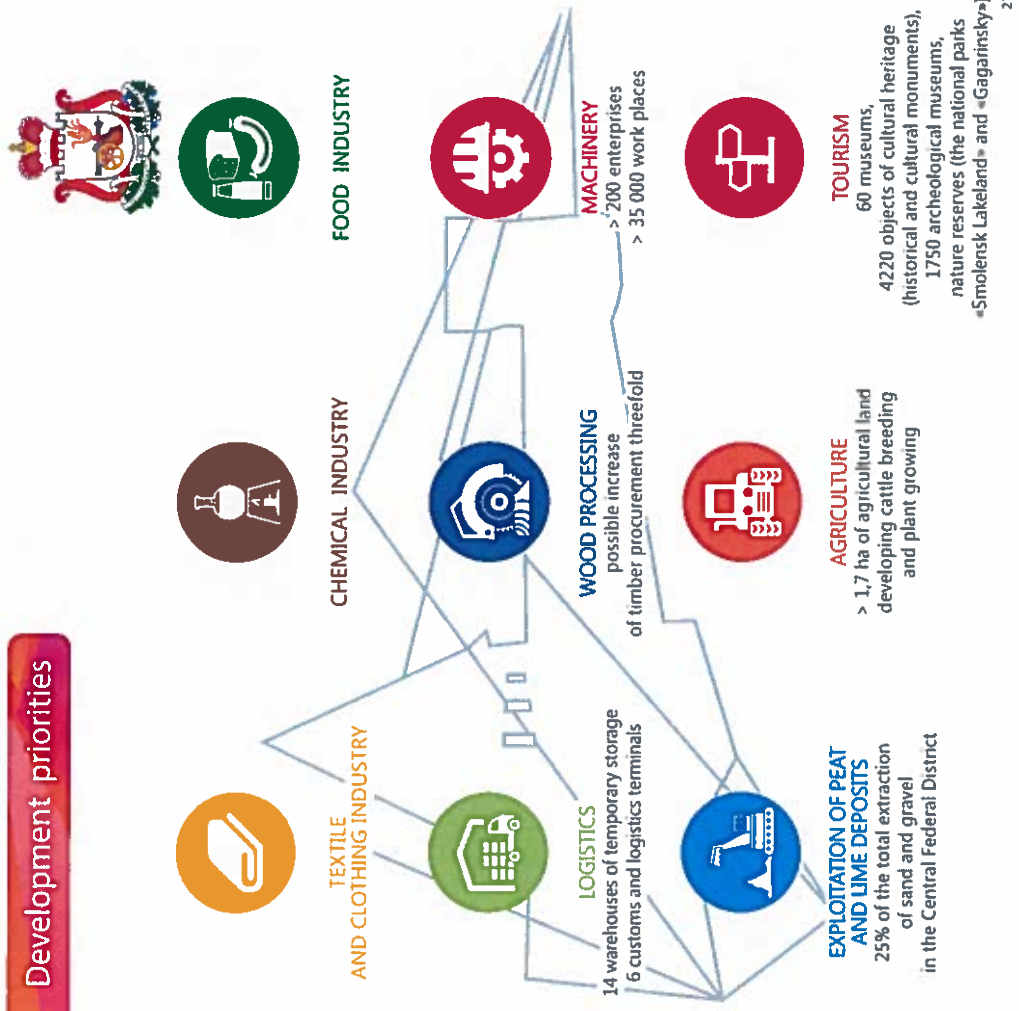 Development priorities
TEXTILE
AND CLOTHING INDUSTRY
CHEMICAL INDUSTRY
FOOD INDUSTRY
LOGISTICS
14 warehouses of temporary storage
6 customs and logistics terminals
WOOD PROCESSING
possible increase
of timber procurement threefold
MACHINERY
> 200 enterprises
> 35 000 work places
EXPLOITATION OF PEAT
AND LIME DEPOSITS
25% of the total extraction
of sand and gravel
in the Central Federal District
AGRICULTURE
> 1,7 ha of agricultural land
developing cattle breeding
and plant growing
TOURISM
60 museums,
4220 objects of cultural heritage
(historical and cultural monuments),
1750 archeological museums,
nature reserves (the national parks
«Smolensk Lakeland» and «Gagarinsky»)